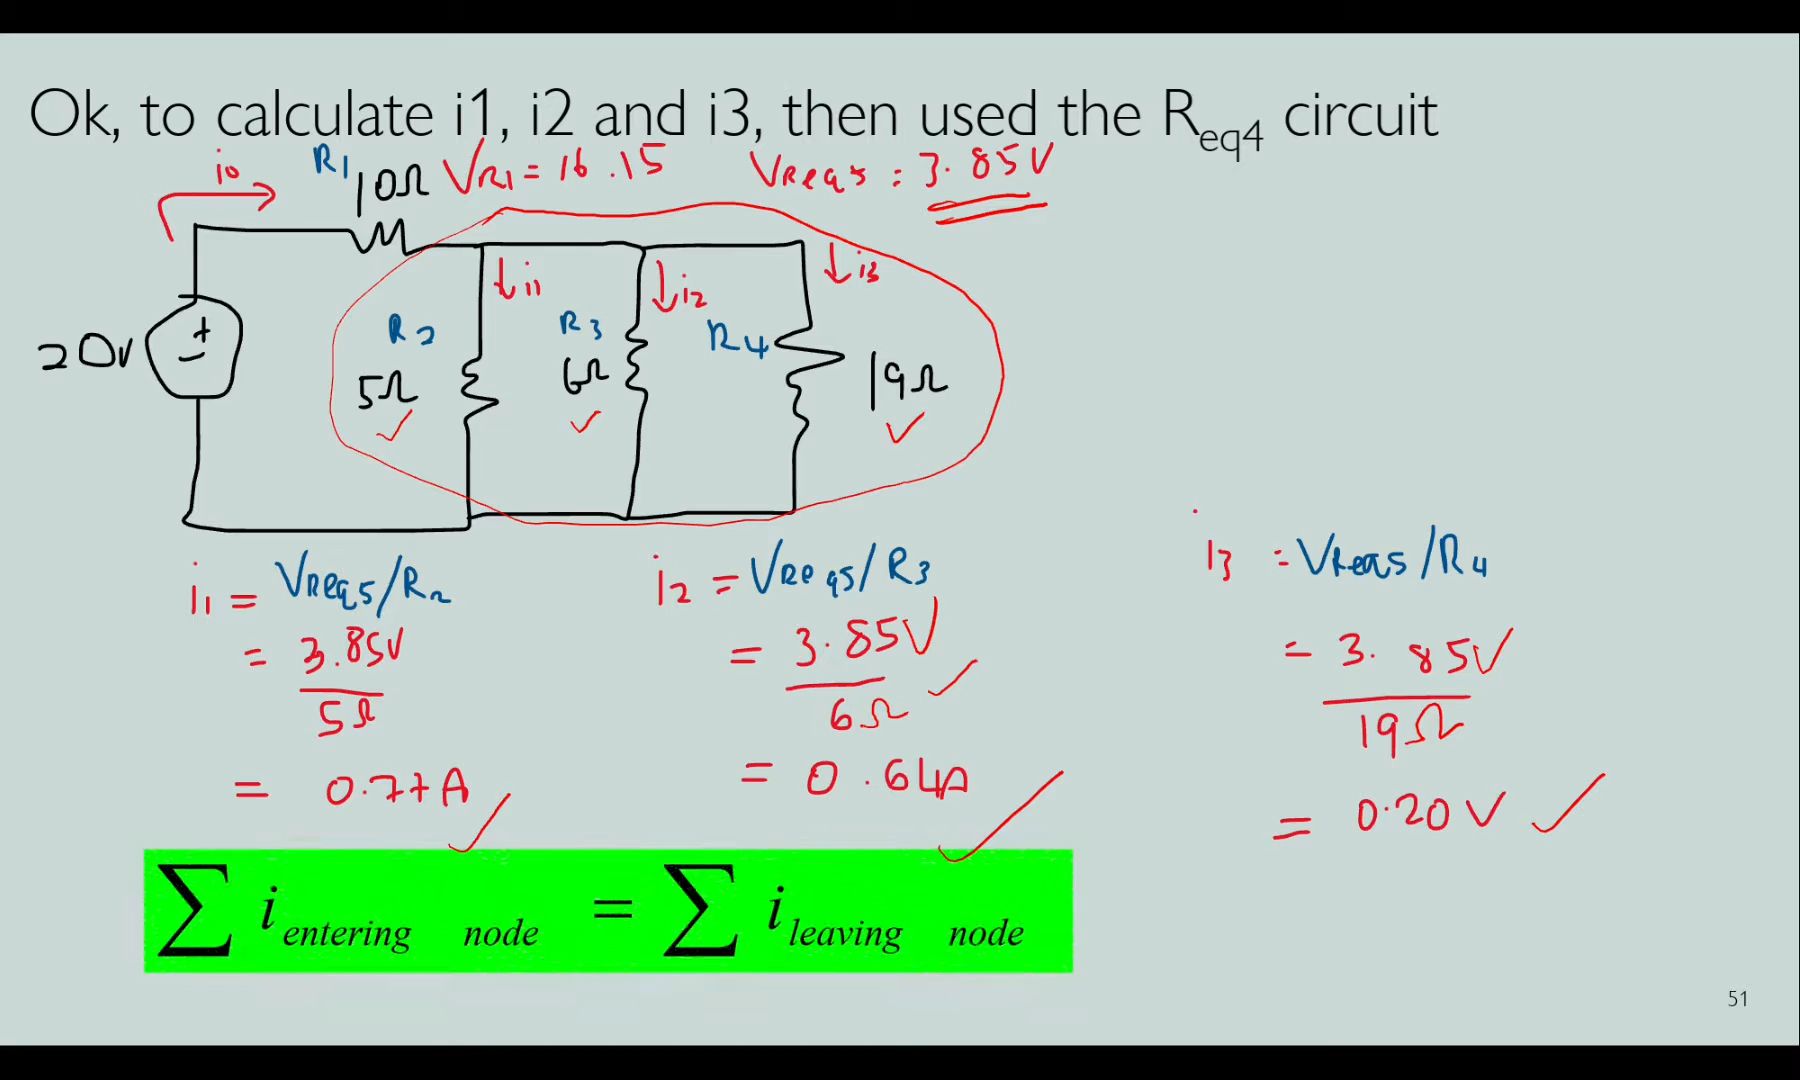 Ok, to calculate i1, i2 and i3, then used the Req4 circuit
i0
R1
10Ω
VR1 = 16.15
VReq5 : 3.85V
i1
i2
i3
20v
+
−
R2
5Ω
R3
6Ω
R4
19Ω
i1 = VReq5/R2
= 3.85V
5Ω
= 0.77A
i2 = VReq5/R3
= 3.85V
6Ω
= 0.64A
i3 = VReq5/R4
= 3.85V
19Ω
= 0.20V
∑ i entering node = ∑ i leaving node
51